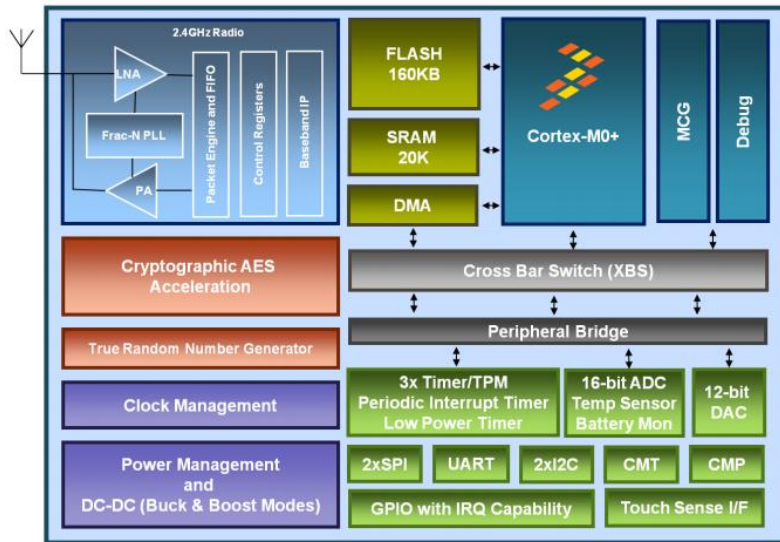 2.4GHz Radio
LNA
Frac-N PLL
PA
Packet Engine and FIFO
Control Registers
Baseband IP
FLASH
160KB
SRAM
20K
DMA
Cortex-M0+
MCG
Debug
Cryptographic AES
Acceleration
Cross Bar Switch (XBS)
Peripheral Bridge
True Random Number Generator
Clock Management
3x Timer/TPM
Periodic Interrupt Timer
Low Power Timer
16-bit ADC
Temp Sensor
Battery Mon
12-bit
DAC
Power Management
and
DC-DC (Buck & Boost Modes)
2xSPI
UART
2xI2C
CMT
CMP
GPIO with IRQ Capability
Touch Sense I/F